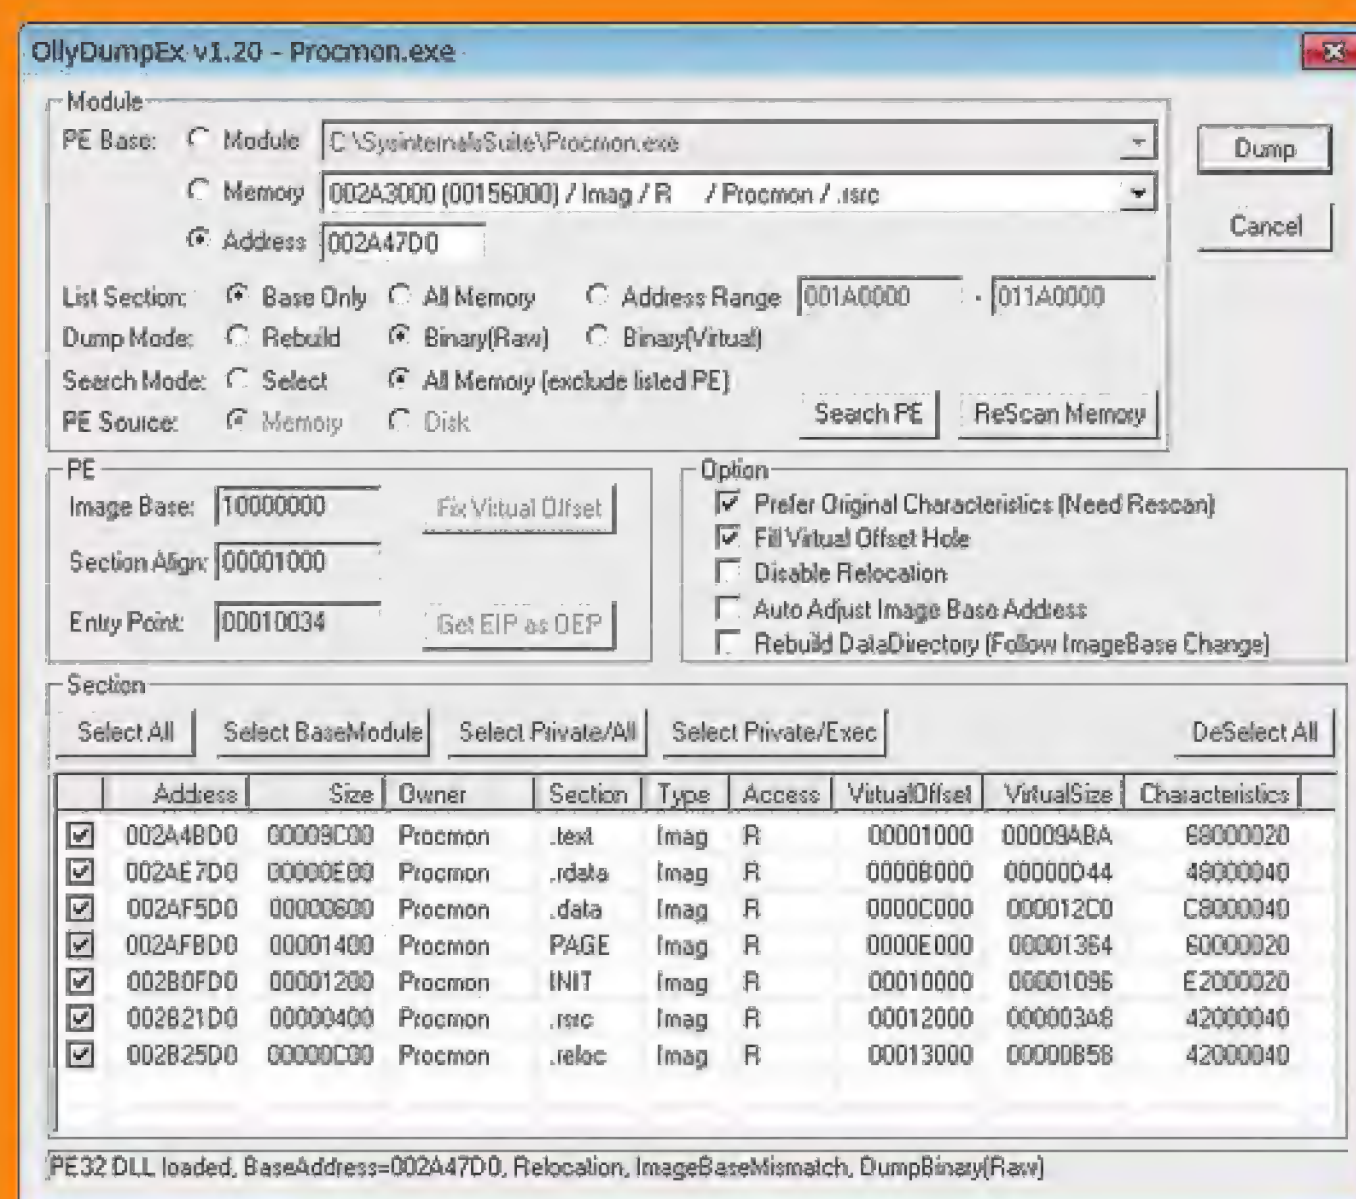 OllyDumpEx v1.20 - Procmon.exe
Module
PE Base: Module C:\SysinternalsSuite\Procmon.exe
Dump
Memory 002A3000 (00156000) / Imag / R / Procmon / .rsrc
Address 002A47D0
Cancel
List Section: Base Only All Memory Address Range 001A0000 - 011A0000
Dump Mode: Rebuild Binary(Raw) Binary(Virtual)
Search Mode: Select All Memory (exclude listed PE)
PE Source: Memory Disk Search PE ReScan Memory
PE
Image Base: 10000000 Fix Virtual Offset
Section Align: 00001000
Entry Point: 00010034 Get EIP as OEP
Option
Prefer Original Characteristics (Need Rescan)
Fill Virtual Offset Hole
Disable Relocation
Auto Adjust Image Base Address
Rebuild DataDirectory (Follow ImageBase Change)
Section
Select All Select BaseModule Select Private/All Select Private/Exec DeSelect All
Address Size Owner Section Type Access VirtualOffset VirtualSize Characteristics
002A4BD0 00009C00 Procmon .text Imag R 00001000 00009ABA 68000020
002AE7D0 00000E00 Procmon .rdata Imag R 0000B000 00000D44 48000040
002AF5D0 00000600 Procmon .data Imag R 0000C000 000012C0 C8000040
002AFBD0 00001400 Procmon PAGE Imag R 0000E000 00001364 60000020
002B0FD0 00001200 Procmon INIT Imag R 00010000 00001096 E2000020
002B21D0 00000400 Procmon .rsrc Imag R 00012000 000003A8 42000040
002B25D0 00000C00 Procmon .reloc Imag R 00013000 00000B58 42000040
PE32 DLL loaded, BaseAddress=002A47D0, Relocation, ImageBaseMismatch, DumpBinary(Raw)